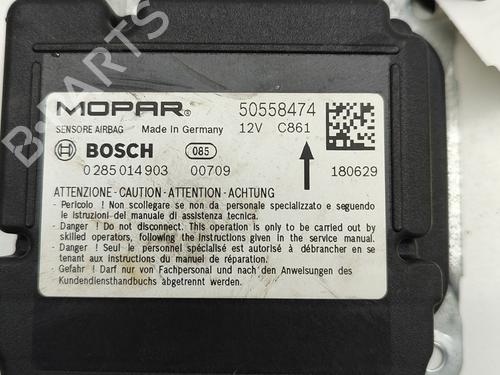 MOPAR® 50558474
SENSORE AIRBAG Made in Germany 12V C861
BOSCH 085
0 285 014 903 00709 180629
ATTENZIONE - CAUTION - ATTENTION - ACHTUNG
- Pericolo ! Non scollegare se non da personale specializzato e seguendo
le istruzioni del manuale di assistenza tecnica.
- Danger ! Do not disconnect. This operation is only to be carried out by
skilled operators, following the instructions given in the service manual.
- Danger ! Seul le personnel spécialisé est autorisé à débrancher en se
tenant aux instructions du manuel de réparation.
- Gefahr ! Darf nur von Fachpersonal und nach den Anweisungen des
Kundendiensthandbuchs abgetrennt werden.
B-PARTS